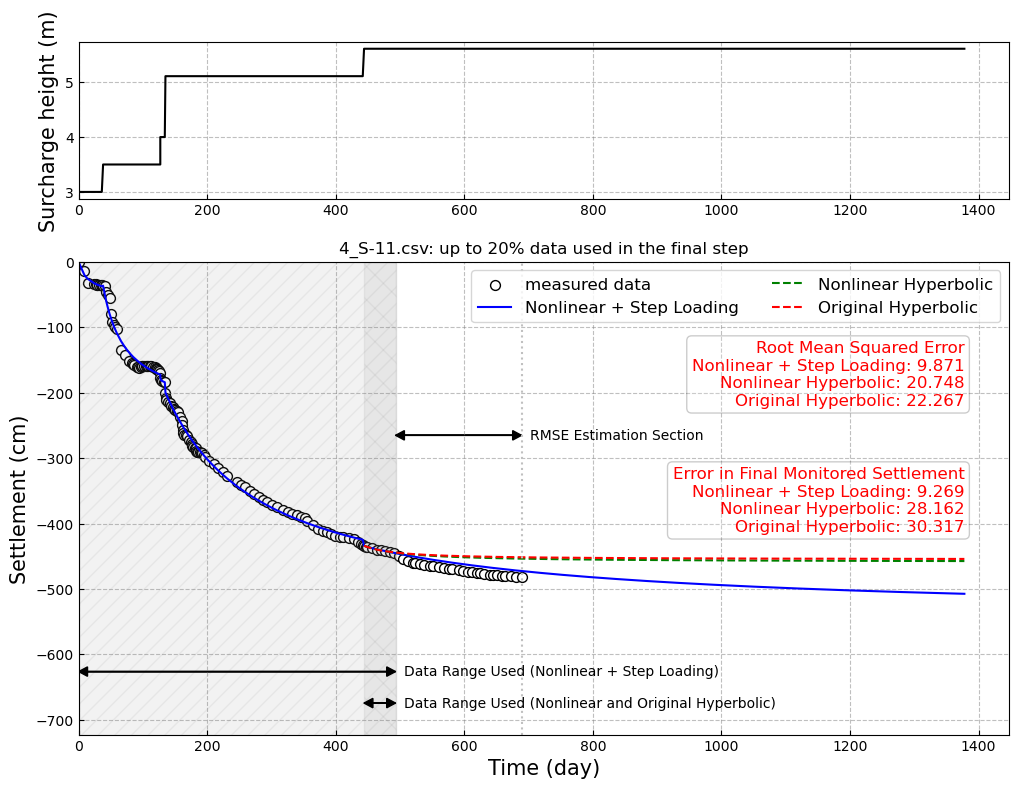 Surcharge height (m)
5
4
3
0 200 400 600 800 1000 1200 1400
4_S-11.csv: up to 20% data used in the final step
Settlement (cm)
0
−100
−200
−300
−400
−500
−600
−700
measured data
Nonlinear + Step Loading
Nonlinear Hyperbolic
Original Hyperbolic
Root Mean Squared Error
Nonlinear + Step Loading: 9.871
Nonlinear Hyperbolic: 20.748
Original Hyperbolic: 22.267
RMSE Estimation Section
Error in Final Monitored Settlement
Nonlinear + Step Loading: 9.269
Nonlinear Hyperbolic: 28.162
Original Hyperbolic: 30.317
Data Range Used (Nonlinear + Step Loading)
Data Range Used (Nonlinear and Original Hyperbolic)
0 200 400 600 800 1000 1200 1400
Time (day)